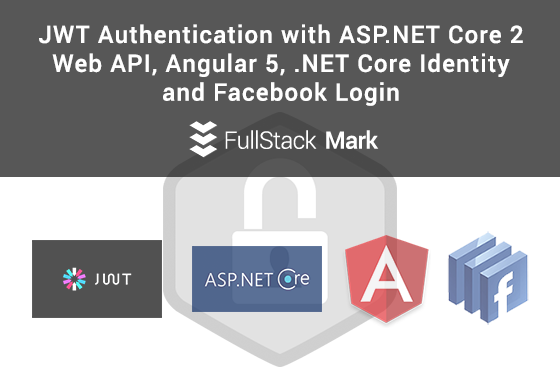 JWT Authentication with ASP.NET Core 2
Web API, Angular 5, .NET Core Identity
and Facebook Login
FullStack Mark
JWT
ASP.NET Core
A
f